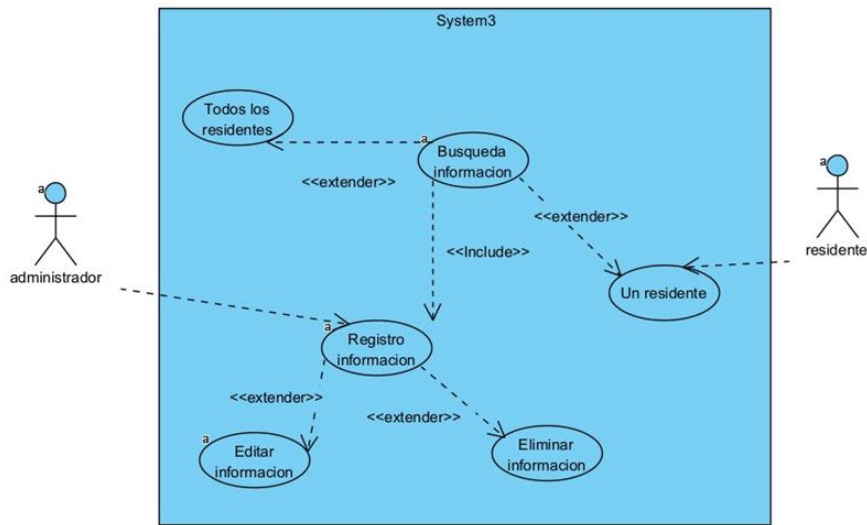 System3
Todos los
residentes
a
Busqueda
informacion
<<extender>>
<<extender>>
a
administrador
a
residente
<<Include>>
Un residente
a
Registro
informacion
<<extender>>
<<extender>>
a
Editar
informacion
Eliminar
informacion